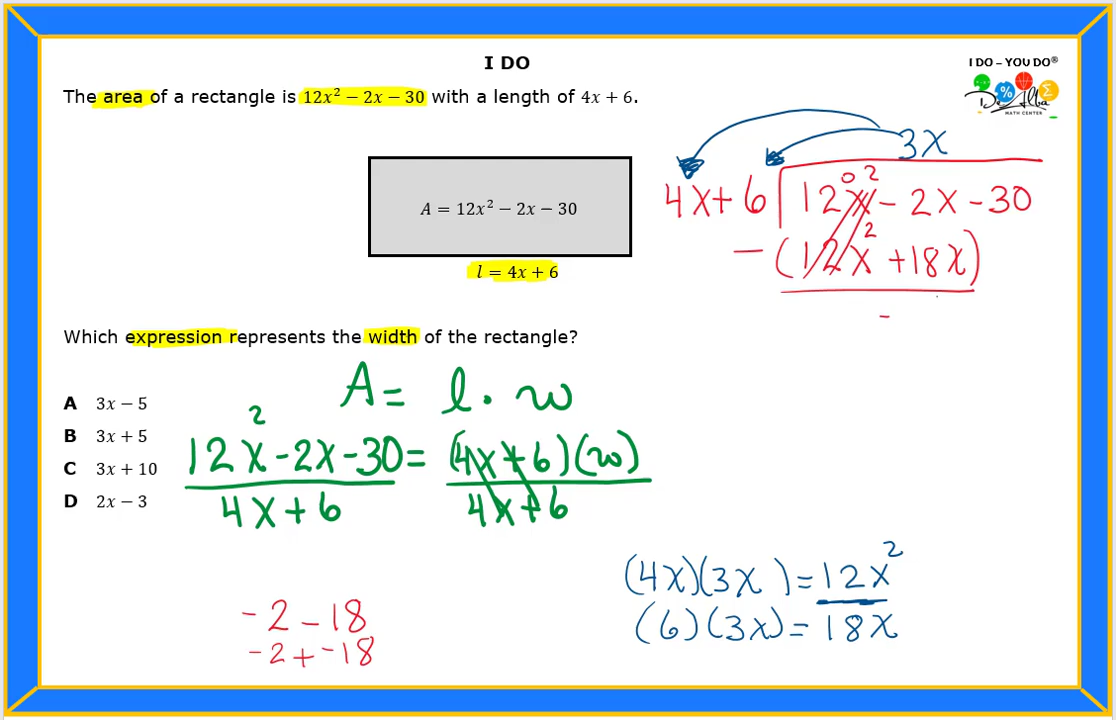 I DO
The area of a rectangle is 12x² − 2x − 30 with a length of 4x + 6.
I DO – YOU DO®
%
Σ
De Alba
MATH CENTER
3x
4x+6 12x² - 2x - 30
0
- (12x² + 18x)
-
A = 12x² − 2x − 30
l = 4x + 6
Which expression represents the width of the rectangle?
A = l · w
A 3x − 5
B 3x + 5
C 3x + 10
D 2x − 3
12x² - 2x - 30 = (4x+6)(w)
4x+6 4x+6
(4x)(3x) = 12x²
(6)(3x) = 18x
-2 - 18
-2 + -18